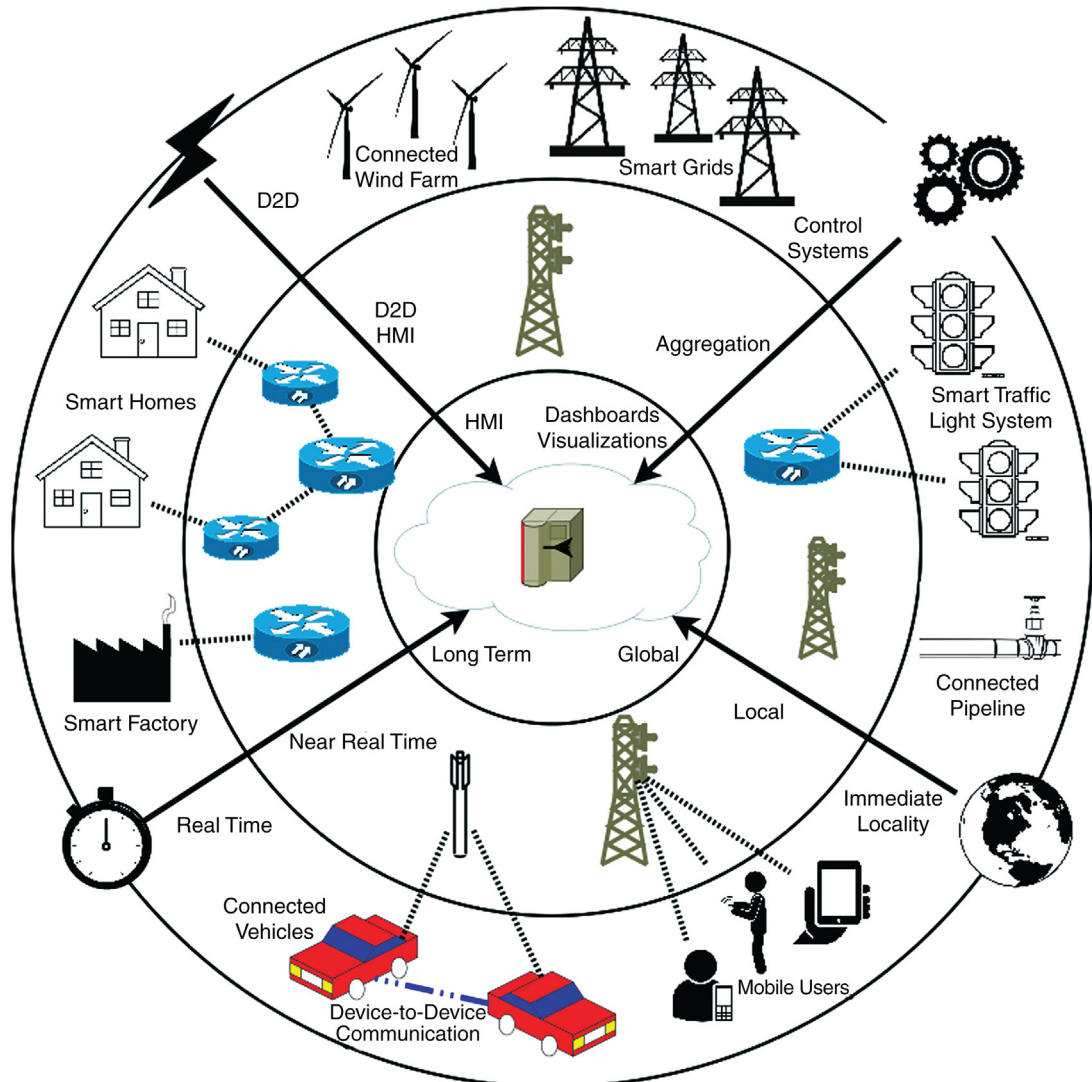 Connected
Wind Farm
Smart Grids
D2D
Control
Systems
D2D
HMI
Aggregation
Smart Homes
Smart Traffic
Light System
HMI
Dashboards
Visualizations
Long Term
Global
Smart Factory
Connected
Pipeline
Near Real Time
Local
Real Time
Immediate
Locality
Connected
Vehicles
Mobile Users
Device-to-Device
Communication